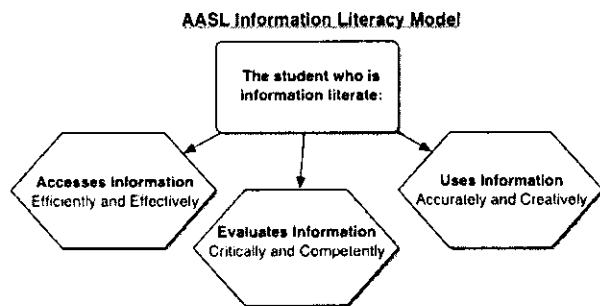 AASL Information Literacy Model
The student who is
information literate:
Accesses Information
Efficiently and Effectively
Evaluates Information
Critically and Competently
Uses Information
Accurately and Creatively